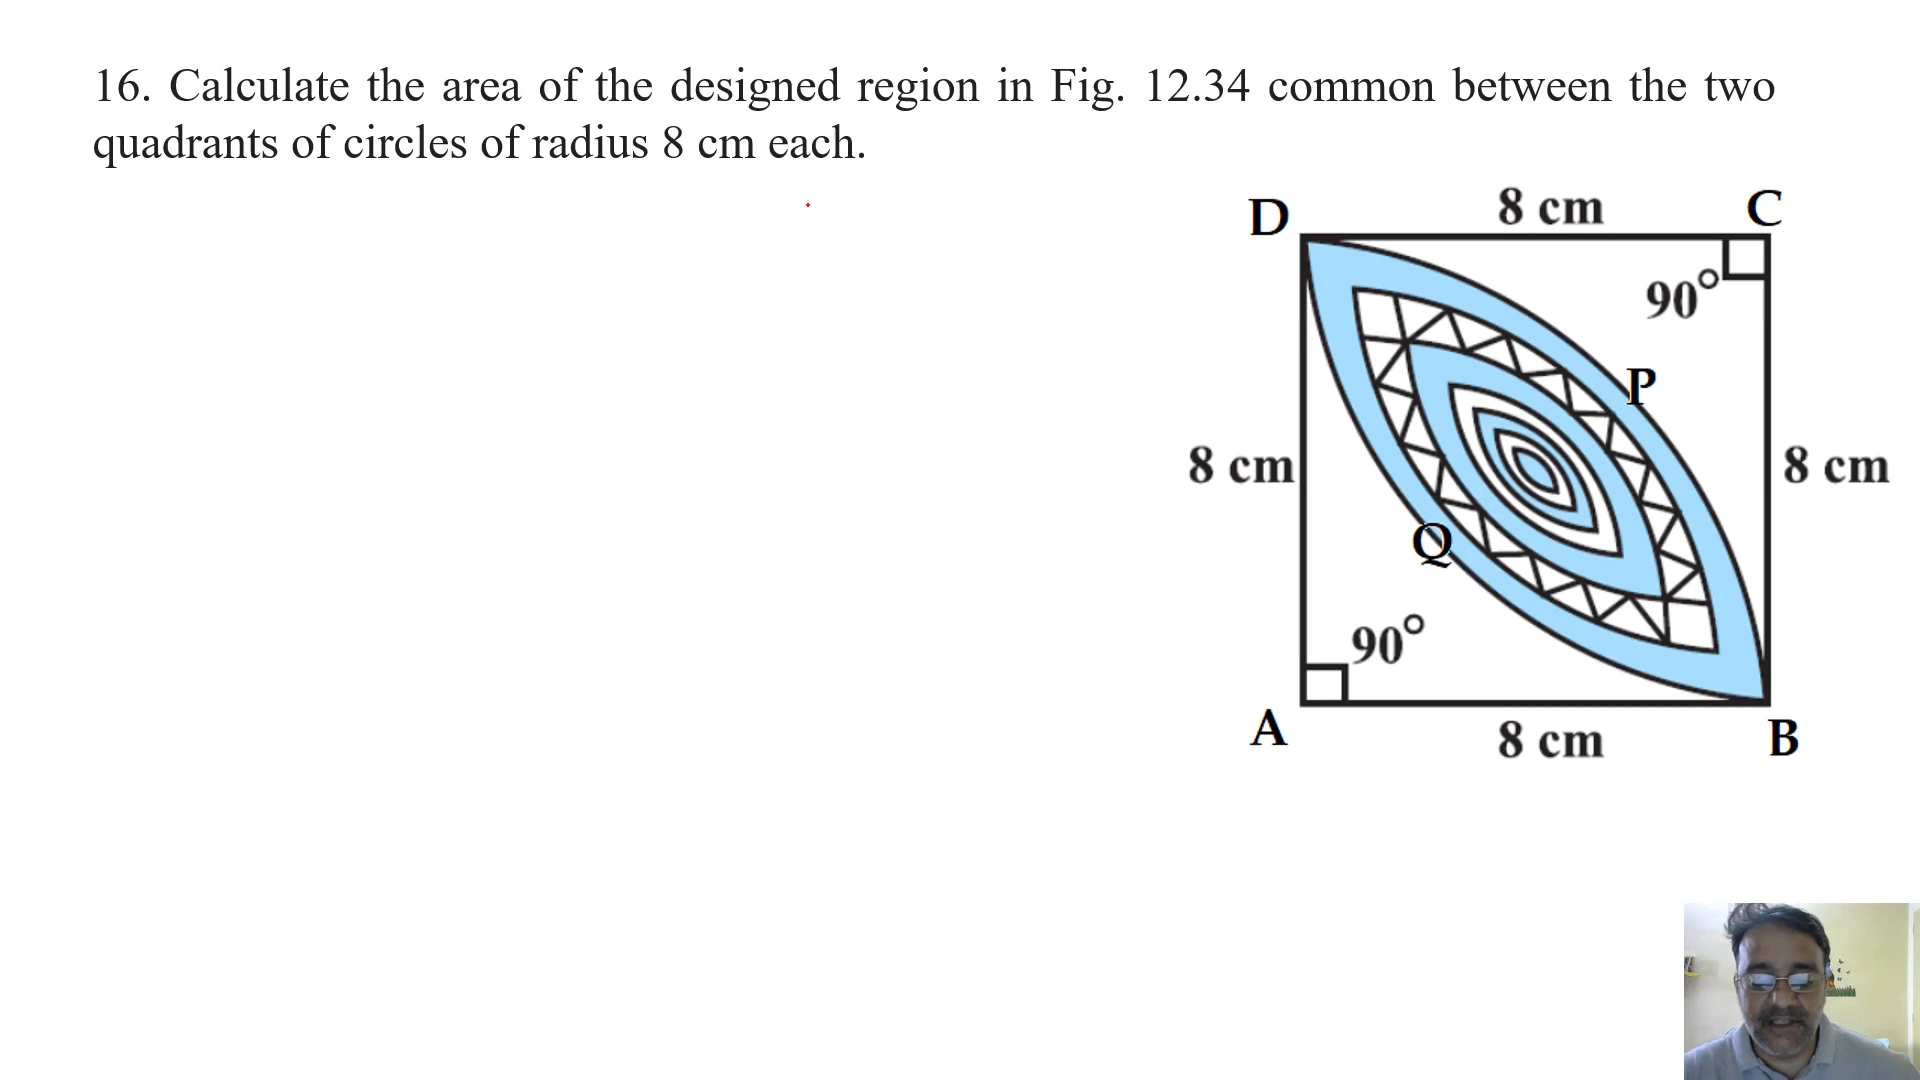 16. Calculate the area of the designed region in Fig. 12.34 common between the two
quadrants of circles of radius 8 cm each.
D 8 cm C
90°
P
8 cm 8 cm
Q
90°
A 8 cm B